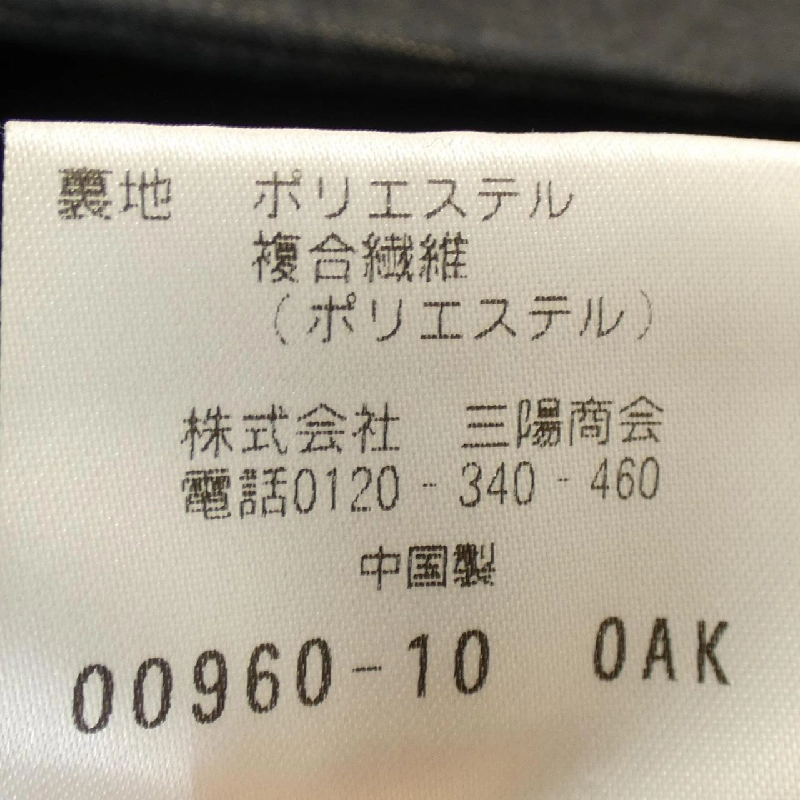 裏地 ポリエステル
複合繊維
(ポリエステル)
株式会社 三陽商会
電話0120-340-460
中国製
00960-10 0AK